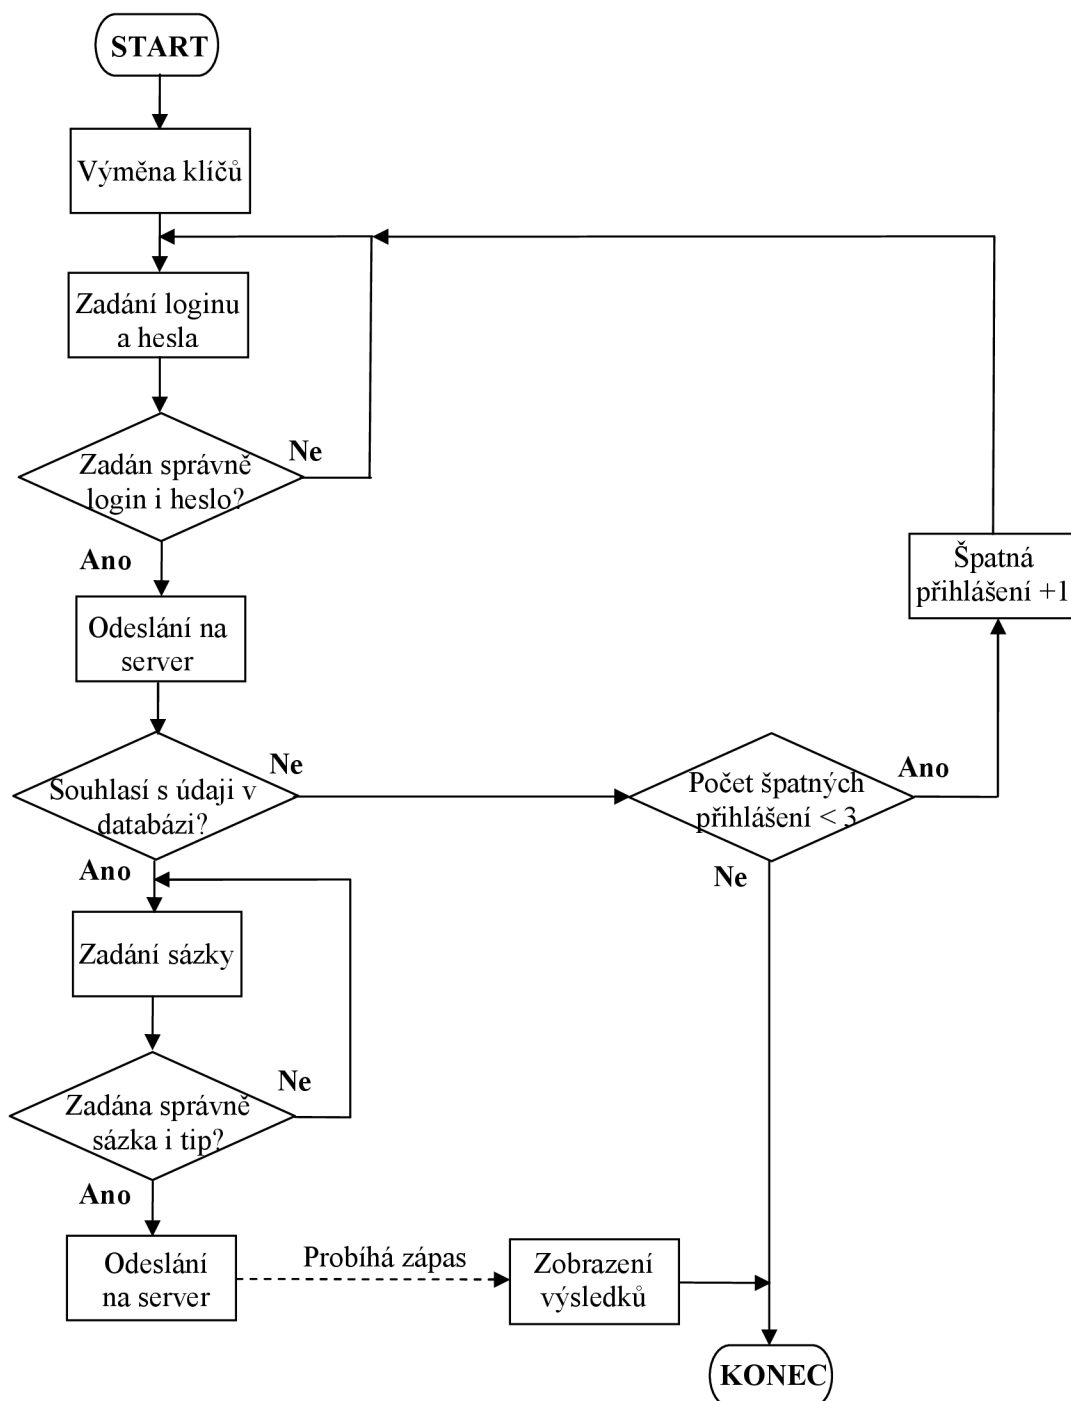 START
Výměna klíčů
Zadání loginu
a hesla
Ne
Zadán správně
login i heslo?
Ano
Špatná
přihlášení +1
Odeslání na
server
Ne
Souhlasí s údaji v
databázi?
Počet špatných
přihlášení < 3
Ano
Ano
Ne
Zadání sázky
Ne
Zadána správně
sázka i tip?
Ano
Odeslání
na server
Probíhá zápas
Zobrazení
výsledků
KONEC